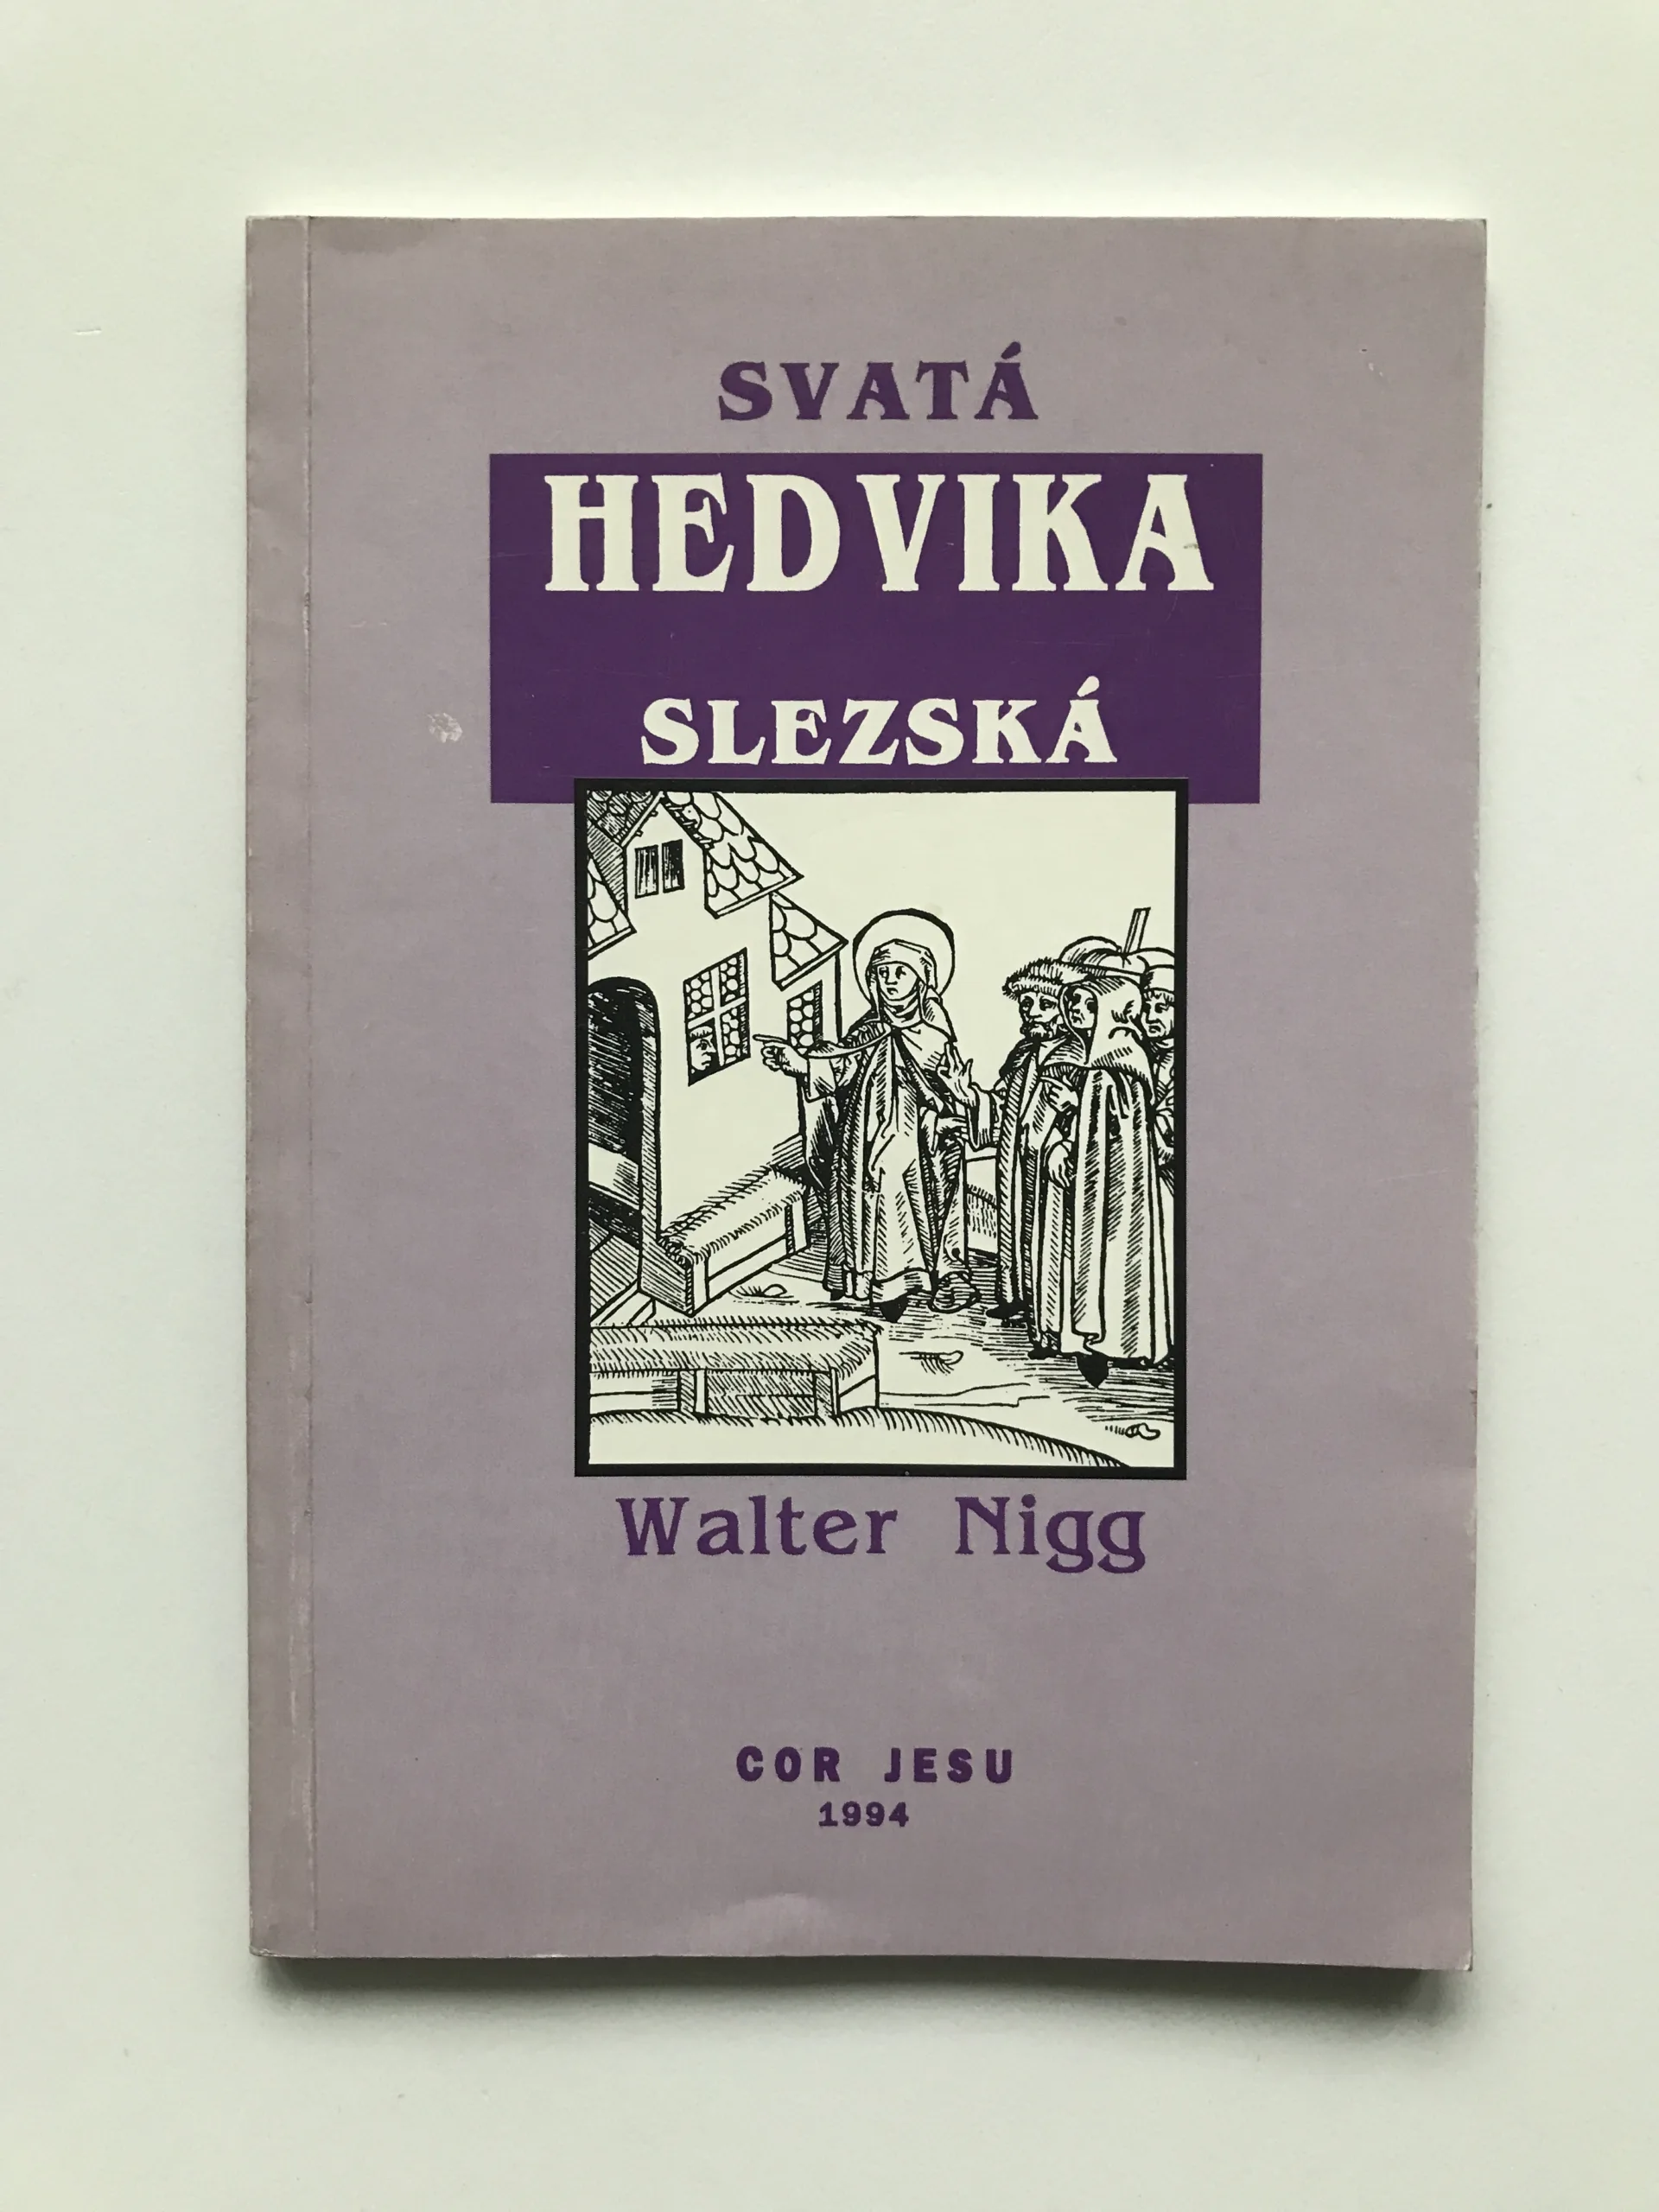 SVATÁ
HEDVIKA
SLEZSKÁ
Walter Nigg
COR JESU
1994